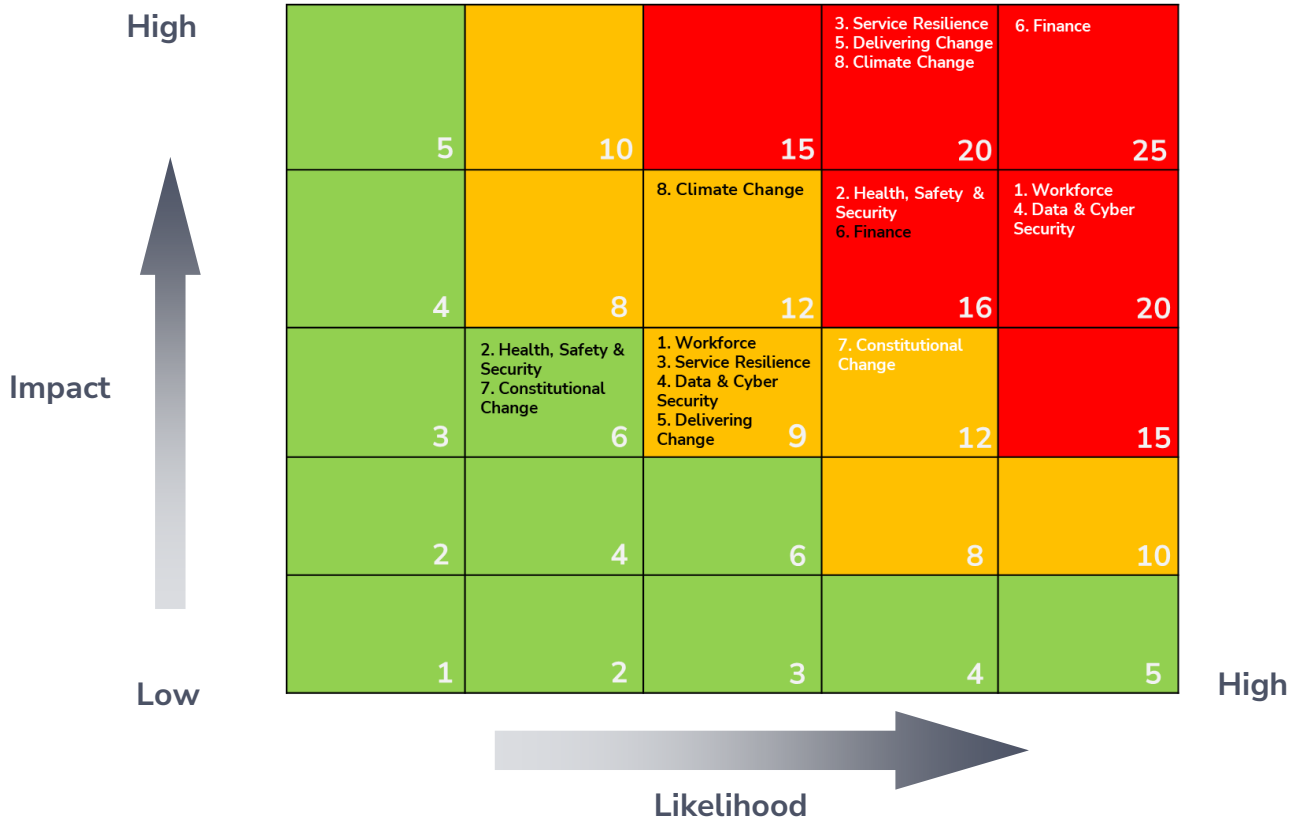 High
3. Service Resilience
5. Delivering Change
8. Climate Change
6. Finance
5
10
15
20
25
8. Climate Change
2. Health, Safety &
Security
6. Finance
1. Workforce
4. Data & Cyber
Security
4
8
12
16
20
Impact
2. Health, Safety &
Security
7. Constitutional
Change
1. Workforce
3. Service Resilience
4. Data & Cyber
Security
5. Delivering
Change
7. Constitutional
Change
3
6
9
12
15
2
4
6
8
10
1
2
3
4
5
Low
High
Likelihood